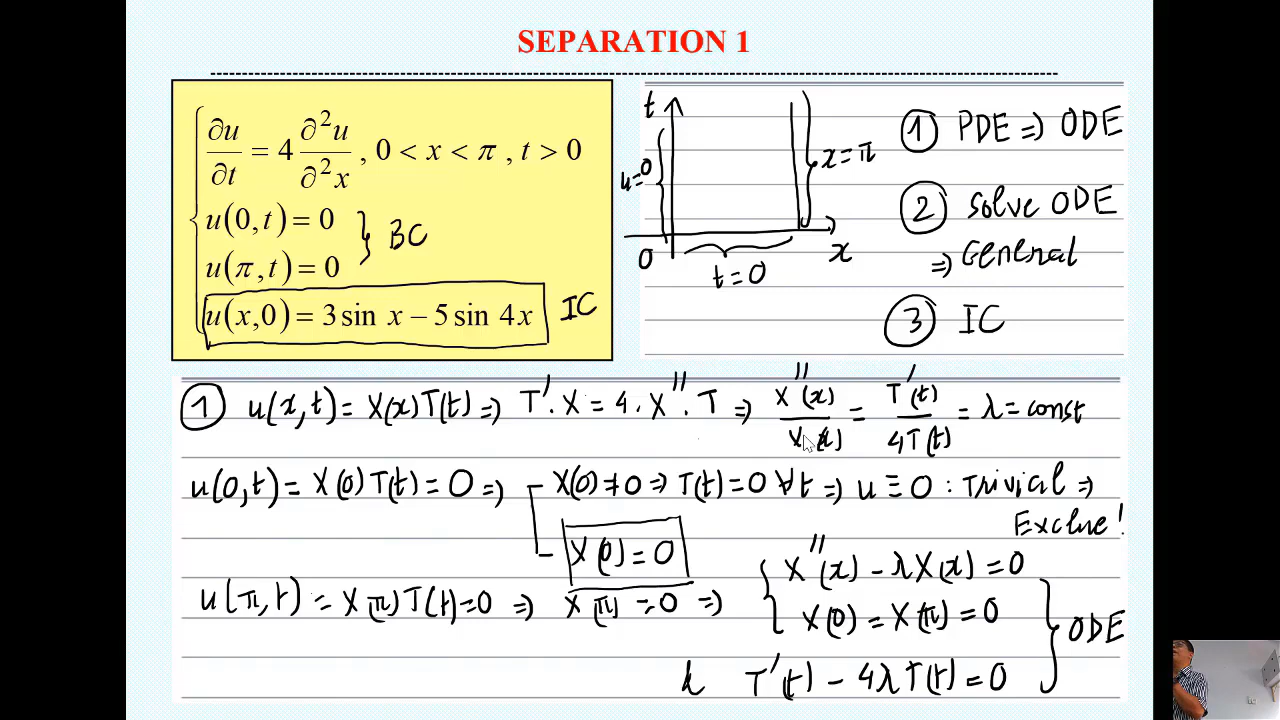 SEPARATION 1
∂u/∂t = 4 ∂²u/∂²x , 0 < x < π , t > 0
u(0,t) = 0
u(π,t) = 0 } BC
u(x,0) = 3 sin x − 5 sin 4x IC
t
u=0
x=π
0
x
t=0
① PDE ⇒ ODE
② Solve ODE
⇒ General
③ IC
① u(x,t) = X(x)T(t) ⇒ T'·X = 4·X''·T ⇒ X''(x)/X(x) = T'(t)/4T(t) = λ = const
u(0,t) = X(0)T(t) = 0 ⇒ - X(0) ≠ 0 ⇒ T(t) = 0 ∀t ⇒ u ≡ 0 : Trivial ⇒
Exclue!
- X(0) = 0
u(π,t) = X(π)T(t) = 0 ⇒ X(π) = 0 ⇒
X''(x) − λX(x) = 0
X(0) = X(π) = 0
T'(t) − 4λT(t) = 0
} ODE